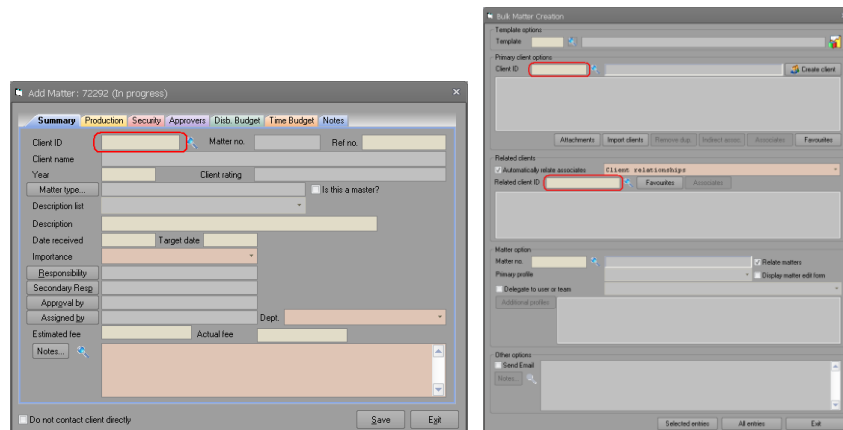 Add Matter: 72292 (In progress)
Summary Production Security Approvers Disb. Budget Time Budget Notes
Client ID Matter no. Ref no.
Client name
Year Client rating
Matter type... Is this a master?
Description list
Description
Date received Target date
Importance
Responsibility
Secondary Resp
Approval by
Assigned by Dept.
Estimated fee Actual fee
Notes...
Do not contact client directly Save Exit
Bulk Matter Creation
Template options
Template
Primary client options
Client ID Create client
Attachments Import clients Remove dup. Indirect assoc Associates Favourites
Related clients
Automatically relate associates Client relationships
Related client ID Favourites Associates
Matter option
Matter no. Relate matters
Primary profile Display matter edit form
Delegate to user or team
Additional profiles
Other options
Send Email
Notes...
Selected entries All entries Exit